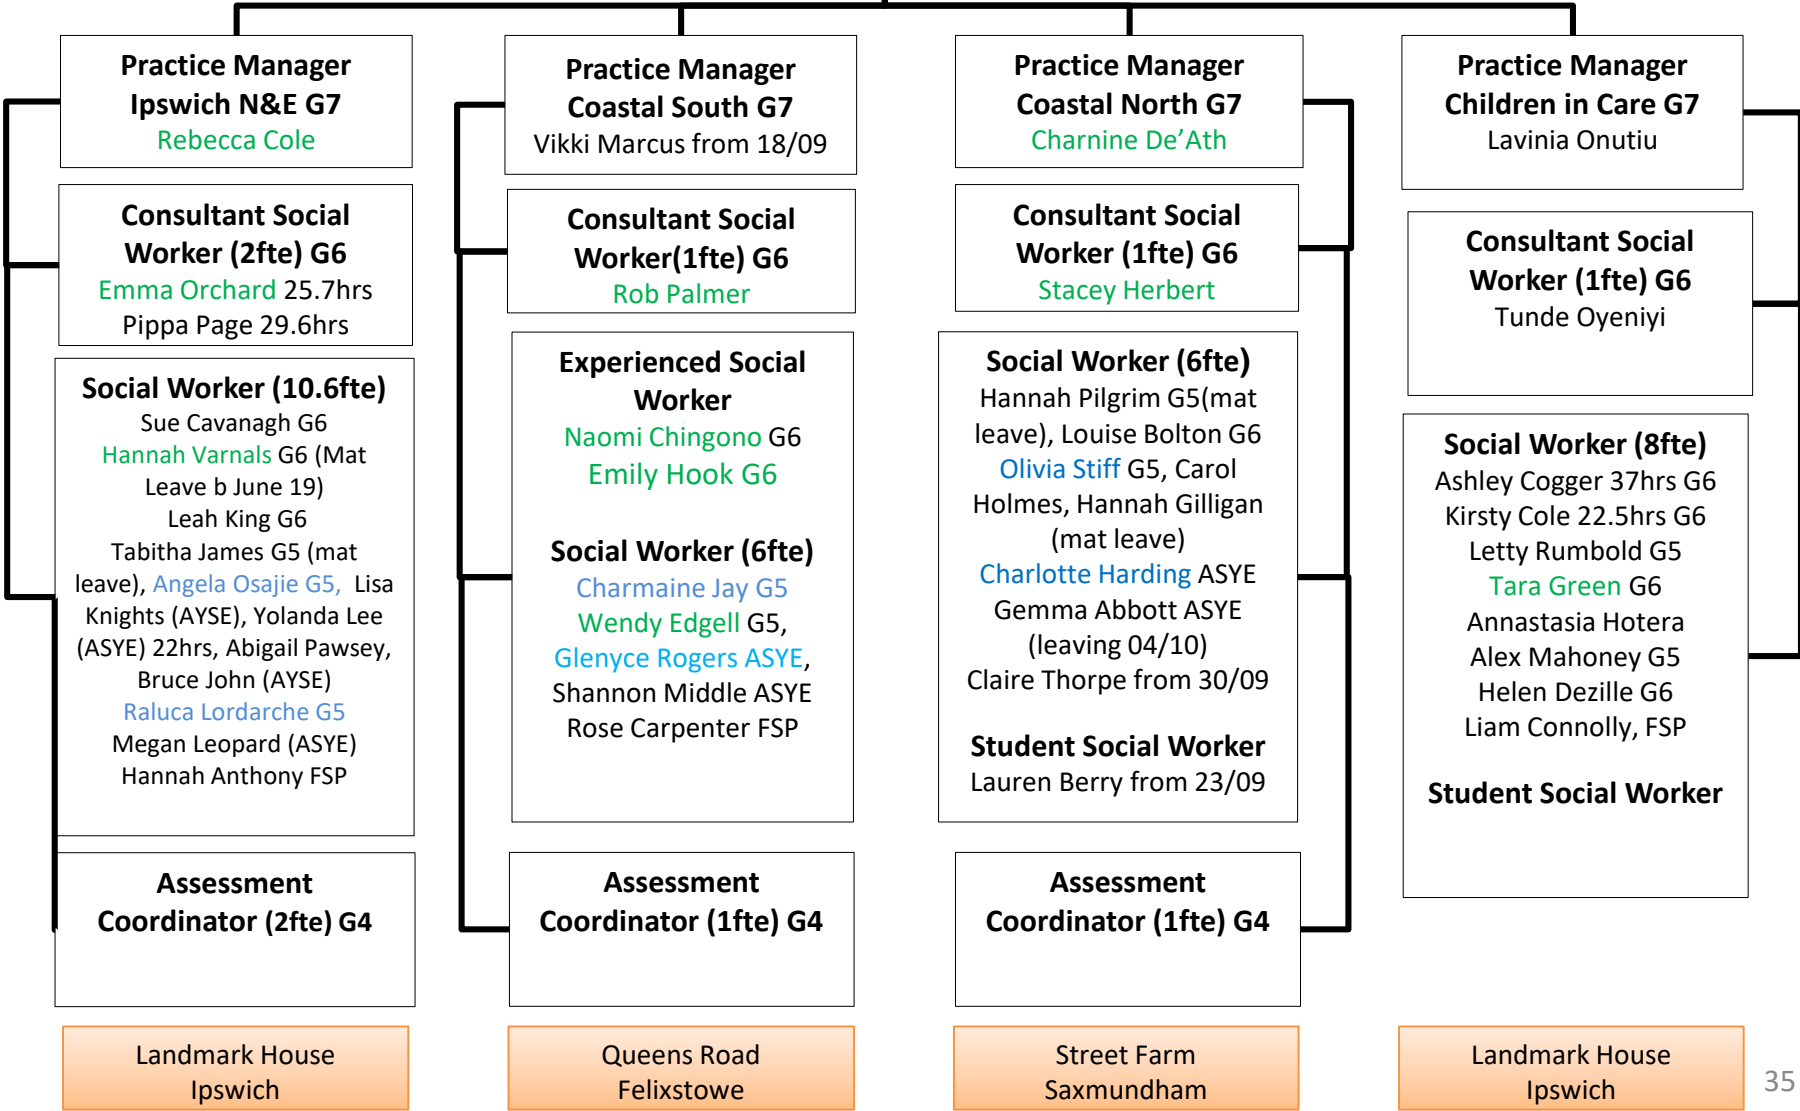 Practice Manager
Ipswich N&E G7
Rebecca Cole
Consultant Social
Worker (2fte) G6
Emma Orchard 25.7hrs
Pippa Page 29.6hrs
Social Worker (10.6fte)
Sue Cavanagh G6
Hannah Varnals G6 (Mat
Leave b June 19)
Leah King G6
Tabitha James G5 (mat
leave), Angela Osajie G5, Lisa
Knights (AYSE), Yolanda Lee
(ASYE) 22hrs, Abigail Pawsey,
Bruce John (AYSE)
Raluca Lordarche G5
Megan Leopard (ASYE)
Hannah Anthony FSP
Assessment
Coordinator (2fte) G4
Landmark House
Ipswich
Practice Manager
Coastal South G7
Vikki Marcus from 18/09
Consultant Social
Worker(1fte) G6
Rob Palmer
Experienced Social
Worker
Naomi Chingono G6
Emily Hook G6
Social Worker (6fte)
Charmaine Jay G5
Wendy Edgell G5,
Glenyce Rogers ASYE,
Shannon Middle ASYE
Rose Carpenter FSP
Assessment
Coordinator (1fte) G4
Queens Road
Felixstowe
Practice Manager
Coastal North G7
Charnine De’Ath
Consultant Social
Worker (1fte) G6
Stacey Herbert
Social Worker (6fte)
Hannah Pilgrim G5(mat
leave), Louise Bolton G6
Olivia Stiff G5, Carol
Holmes, Hannah Gilligan
(mat leave)
Charlotte Harding ASYE
Gemma Abbott ASYE
(leaving 04/10)
Claire Thorpe from 30/09
Student Social Worker
Lauren Berry from 23/09
Assessment
Coordinator (1fte) G4
Street Farm
Saxmundham
Practice Manager
Children in Care G7
Lavinia Onutiu
Consultant Social
Worker (1fte) G6
Tunde Oyeniyi
Social Worker (8fte)
Ashley Cogger 37hrs G6
Kirsty Cole 22.5hrs G6
Letty Rumbold G5
Tara Green G6
Annastasia Hotera
Alex Mahoney G5
Helen Dezille G6
Liam Connolly, FSP
Student Social Worker
Landmark House
Ipswich
35